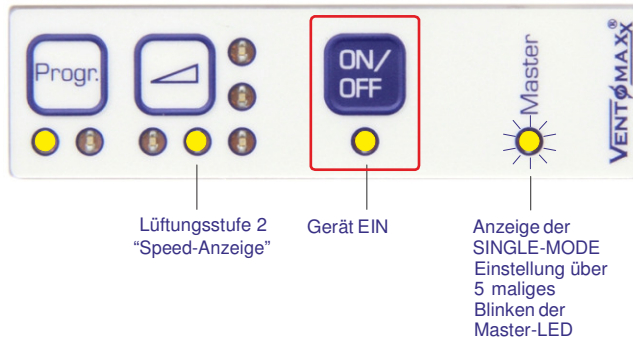 Progr.
ON/
OFF
Master
VENTØMAXX®
Lüftungsstufe 2
“Speed-Anzeige”
Gerät EIN
Anzeige der
SINGLE-MODE
Einstellung über
5 maliges
Blinken der
Master-LED